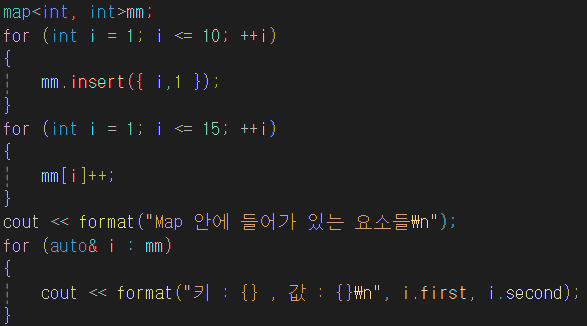 map<int, int>mm;
for (int i = 1; i <= 10; ++i)
{
mm.insert({ i,1 });
}
for (int i = 1; i <= 15; ++i)
{
mm[i]++;
}
cout << format("Map 안에 들어가 있는 요소들₩n");
for (auto& i : mm)
{
cout << format("키 : {} , 값 : {}₩n", i.first, i.second);
}